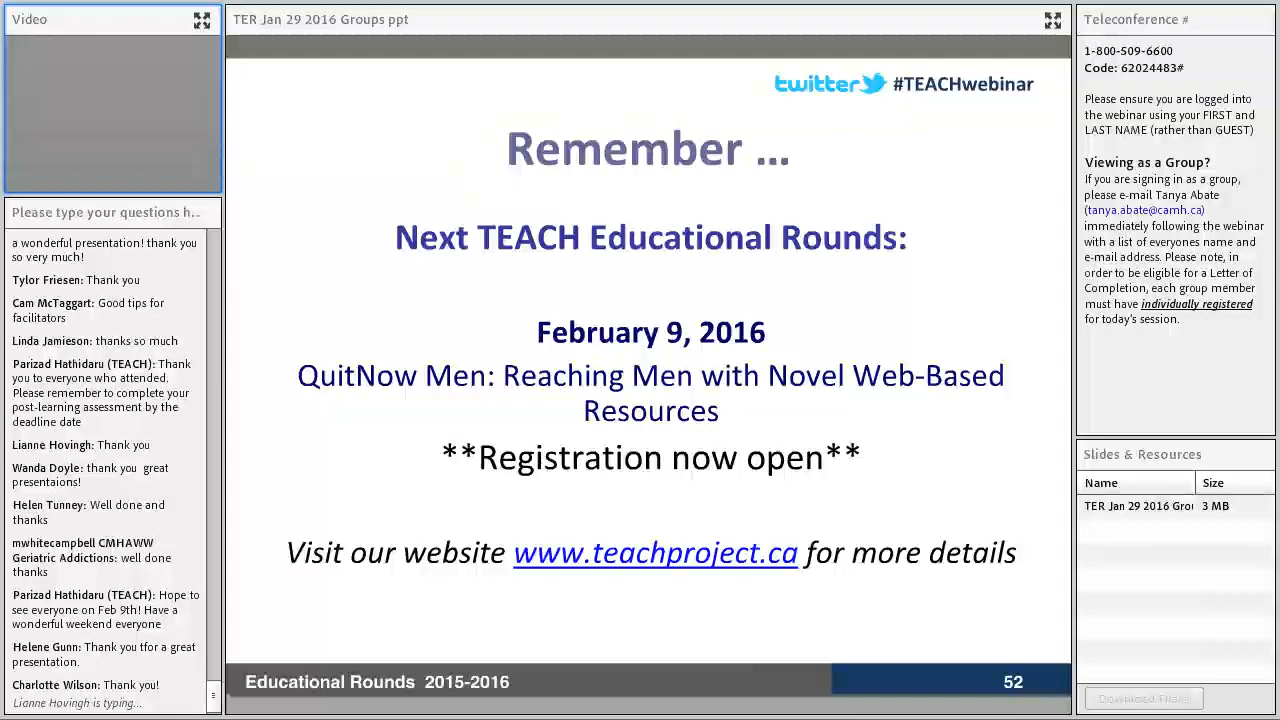 Video
Please type your questions h...
a wonderful presentation! thank you
so very much!
Tylor Friesen: Thank you
Cam McTaggart: Good tips for
facilitators
Linda Jamieson: thanks so much
Parizad Hathidaru (TEACH): Thank
you to everyone who attended.
Please remember to complete your
post-learning assessment by the
deadline date
Lianne Hovingh: Thank you
Wanda Doyle: thank you  great
presentaions!
Helen Tunney: Well done and
thanks
mwhitecampbell CMHAWW
Geriatric Addictions: well done
thanks
Parizad Hathidaru (TEACH): Hope to
see everyone on Feb 9th! Have a
wonderful weekend everyone
Helene Gunn: Thank you tfor a great
presentation.
Charlotte Wilson: Thank you!
Lianne Hovingh is typing...
TER Jan 29 2016 Groups ppt
twitter #TEACHwebinar
Remember ...
Next TEACH Educational Rounds:
February 9, 2016
QuitNow Men: Reaching Men with Novel Web-Based
Resources
**Registration now open**
Visit our website www.teachproject.ca for more details
Educational Rounds  2015-2016
52
Teleconference #
1-800-509-6600
Code: 62024483#
Please ensure you are logged into
the webinar using your FIRST and
LAST NAME (rather than GUEST)
Viewing as a Group?
If you are signing in as a group,
please e-mail Tanya Abate
(tanya.abate@camh.ca)
immediately following the webinar
with a list of everyones name and
e-mail address. Please note, in
order to be eligible for a Letter of
Completion, each group member
must have individually registered
for today's session.
Slides & Resources
Name Size
TER Jan 29 2016 Grou 3 MB
Download File(s)